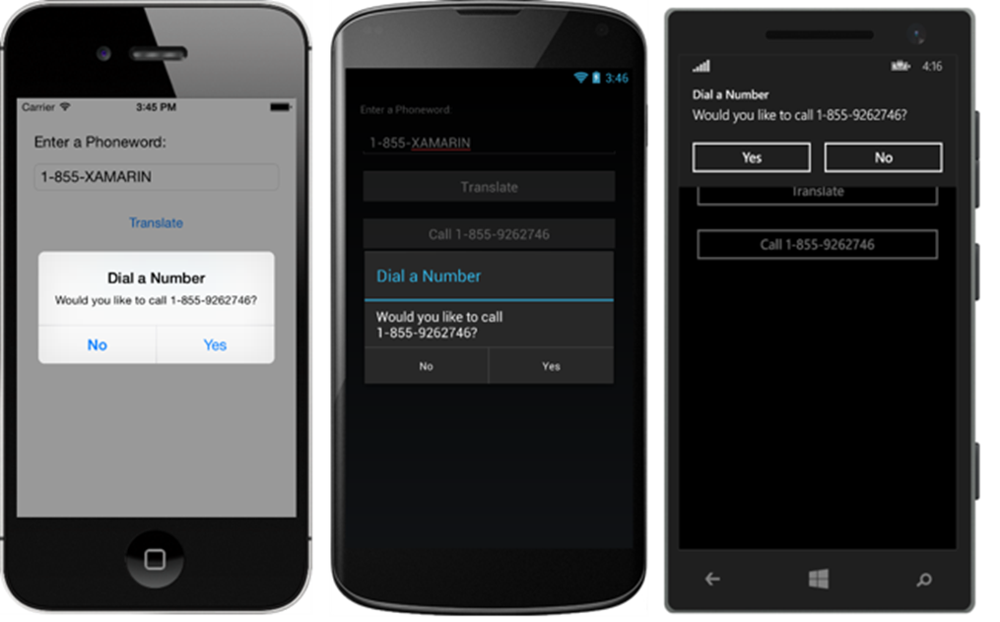 Carrier 3:45 PM
Enter a Phoneword:
1-855-XAMARIN
Translate
Dial a Number
Would you like to call 1-855-9262746?
No Yes
3:46
Enter a Phoneword:
1-855-XAMARIN
Translate
Call 1-855-9262746
Dial a Number
Would you like to call
1-855-9262746?
No Yes
4:16
Dial a Number
Would you like to call 1-855-9262746?
Yes No
Translate
Call 1-855-9262746